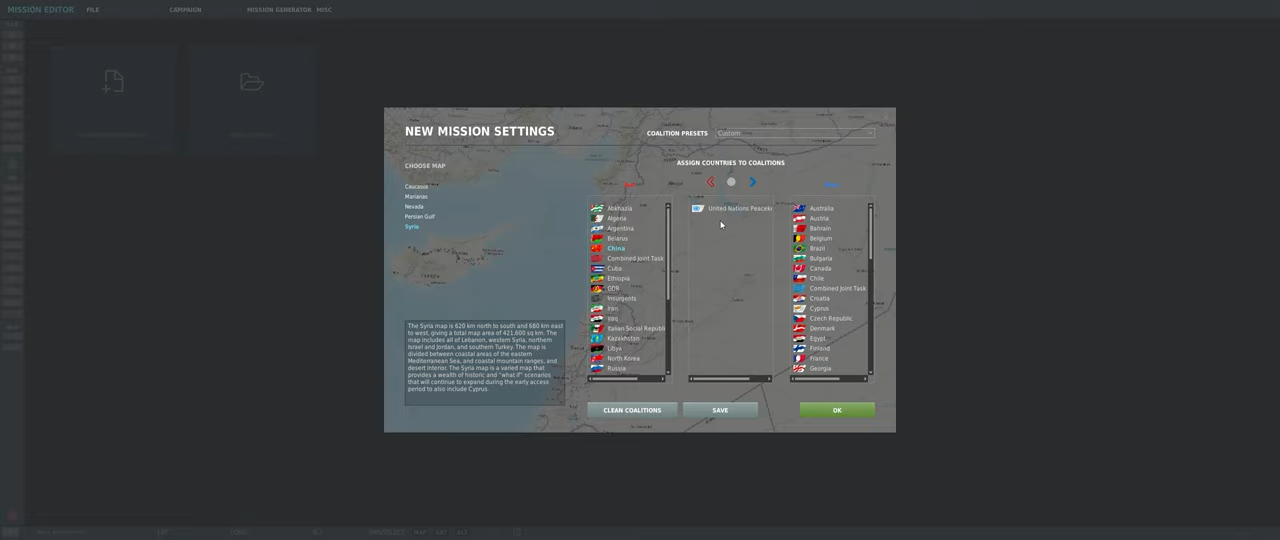 MISSION EDITOR
FILE
CAMPAIGN
MISSION GENERATOR
MISC
NEW MISSION SETTINGS
COALITION PRESETS
Custom
CHOOSE MAP
ASSIGN COUNTRIES TO COALITIONS
Caucasus
Marianas
Nevada
Persian Gulf
Syria
The Syria map is 620 km north to south and 680 km east
to west, giving a total map area of 421,600 sq km. The
map includes all of Lebanon, western Syria, northern
Israel and Jordan, and southern Turkey. The map is
divided between coastal areas of the eastern
Mediterranean Sea, and coastal mountain ranges, and
desert interior. The Syria map is a varied map that
provides a wealth of historic and "what if" scenarios
that will continue to expand during the early access
period to also include Cyprus.
Abkhazia
Algeria
Argentina
Belarus
China
Combined Joint Task
Cuba
Ethiopia
GDR
Insurgents
Iran
Iraq
Italian Social Republi
Kazakhstan
Libya
North Korea
Russia
United Nations Peaceke
Australia
Austria
Bahrain
Belgium
Brazil
Bulgaria
Canada
Chile
Combined Joint Task
Croatia
Cyprus
Czech Republic
Denmark
Egypt
Finland
France
Georgia
CLEAN COALITIONS
SAVE
OK
MAP